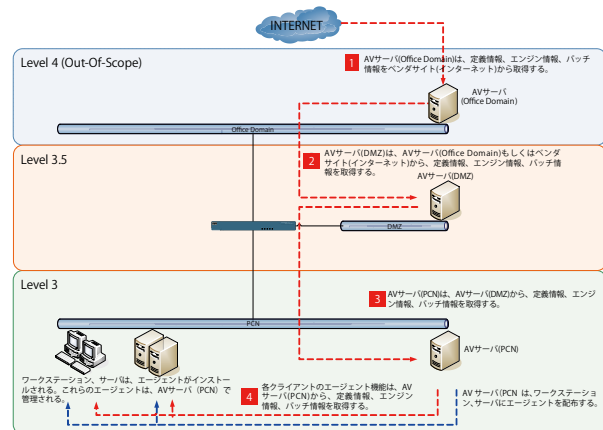 INTERNET
Level 4 (Out-Of-Scope)
1
AVサーバ(Office Domain)は、定義情報、エンジン情報、パッチ
情報をベンダサイト(インターネット)から取得する。
AVサーバ
(Office Domain)
Office Domain
Level 3.5
2
AVサーバ(DMZ)は、AVサーバ(Office Domain)もしくはベンダ
サイト(インターネット)から、定義情報、エンジン情報、パッチ情
報を取得する。
AVサーバ(DMZ)
DMZ
Level 3
3
AVサーバ(PCN)は、AVサーバ(DMZ)から、定義情報、エンジ
ン情報、パッチ情報を取得する。
PCN
AVサーバ(PCN)
ワークステーション、サーバは、エージェントがインストー
ルされる。これらのエージェントは、AVサーバ（PCN）で
管理される。
4
各クライアントのエージェント機能は、AV
サーバ(PCN)から、定義情報、エンジン
情報、パッチ情報を取得する。
AVサーバ(PCN は、ワークステーショ
ン、サーバにエージェントを配布する。